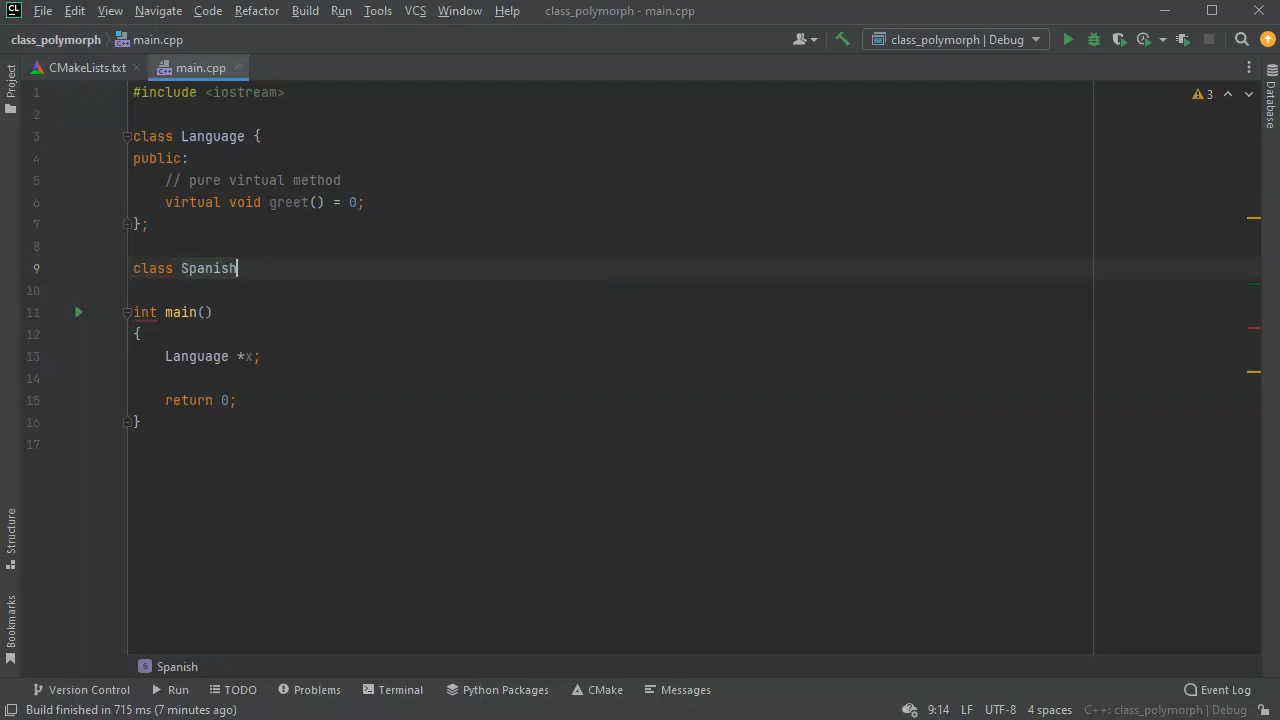 CL File Edit View Navigate Code Refactor Build Run Tools VCS Window Help class_polymorph - main.cpp
class_polymorph main.cpp class_polymorph | Debug
Project CMakeLists.txt main.cpp Database
1 #include <iostream> 3
2
3 class Language {
4 public:
5 // pure virtual method
6 virtual void greet() = 0;
7 };
8
9 class Spanish
10
11 int main()
12 {
13 Language *x;
14
15 return 0;
16 }
17
Structure
Bookmarks
S Spanish
Version Control Run TODO Problems Terminal Python Packages CMake Messages Event Log
Build finished in 715 ms (7 minutes ago) 9:14 LF UTF-8 4 spaces C++: class_polymorph | Debug